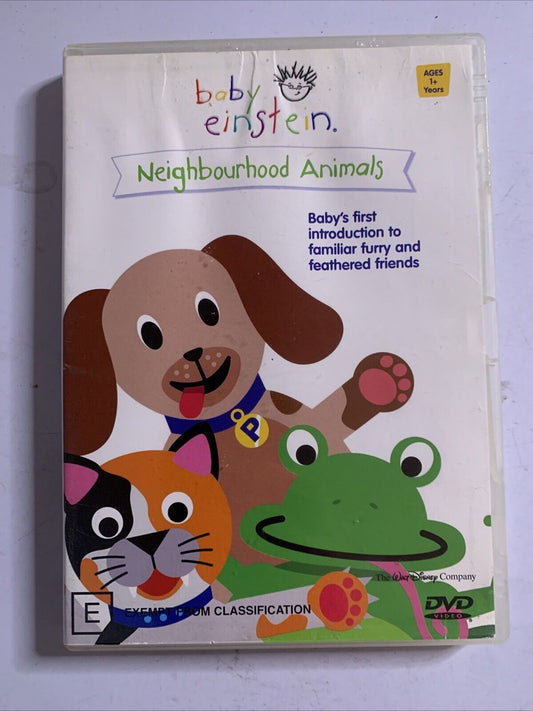 baby
einstein.
AGES
1+
Years
Neighbourhood Animals
Baby's first
introduction to
familiar furry and
feathered friends
P
The Walt Disney Company
E
EXEMPT FROM CLASSIFICATION
DVD
VIDEO